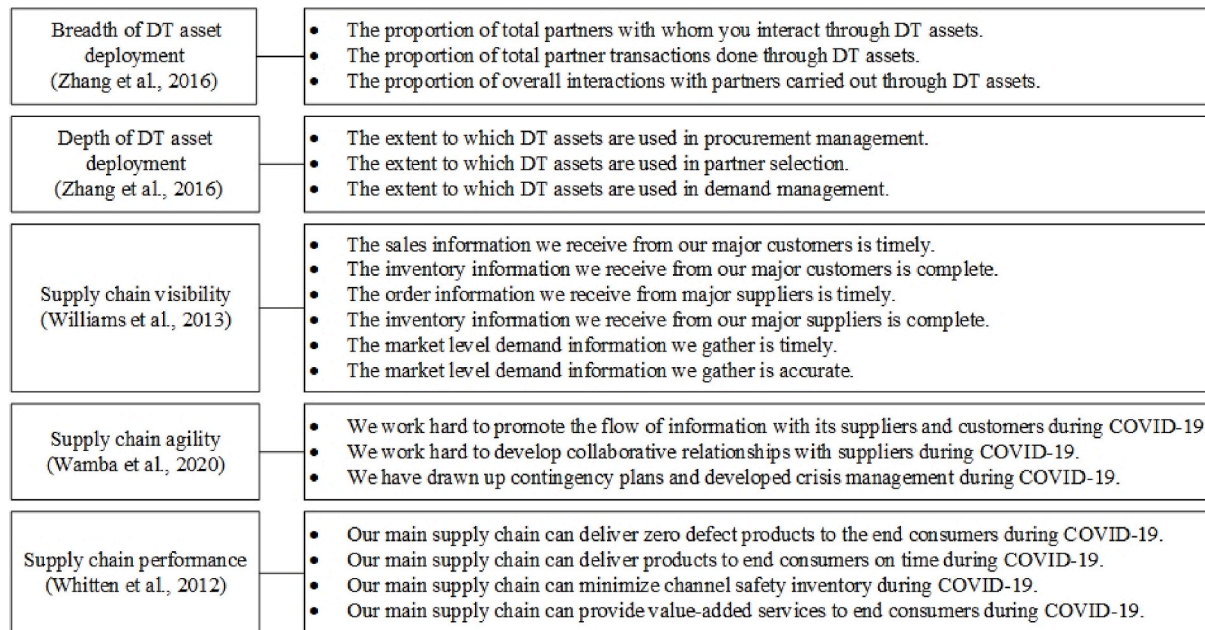 Breadth of DT asset
deployment
(Zhang et al., 2016)
• The proportion of total partners with whom you interact through DT assets.
• The proportion of total partner transactions done through DT assets.
• The proportion of overall interactions with partners carried out through DT assets.
Depth of DT asset
deployment
(Zhang et al., 2016)
• The extent to which DT assets are used in procurement management.
• The extent to which DT assets are used in partner selection.
• The extent to which DT assets are used in demand management.
Supply chain visibility
(Williams et al., 2013)
• The sales information we receive from our major customers is timely.
• The inventory information we receive from our major customers is complete.
• The order information we receive from major suppliers is timely.
• The inventory information we receive from our major suppliers is complete.
• The market level demand information we gather is timely.
• The market level demand information we gather is accurate.
Supply chain agility
(Wamba et al., 2020)
• We work hard to promote the flow of information with its suppliers and customers during COVID-19
• We work hard to develop collaborative relationships with suppliers during COVID-19.
• We have drawn up contingency plans and developed crisis management during COVID-19.
Supply chain performance
(Whitten et al., 2012)
• Our main supply chain can deliver zero defect products to the end consumers during COVID-19.
• Our main supply chain can deliver products to end consumers on time during COVID-19.
• Our main supply chain can minimize channel safety inventory during COVID-19.
• Our main supply chain can provide value-added services to end consumers during COVID-19.